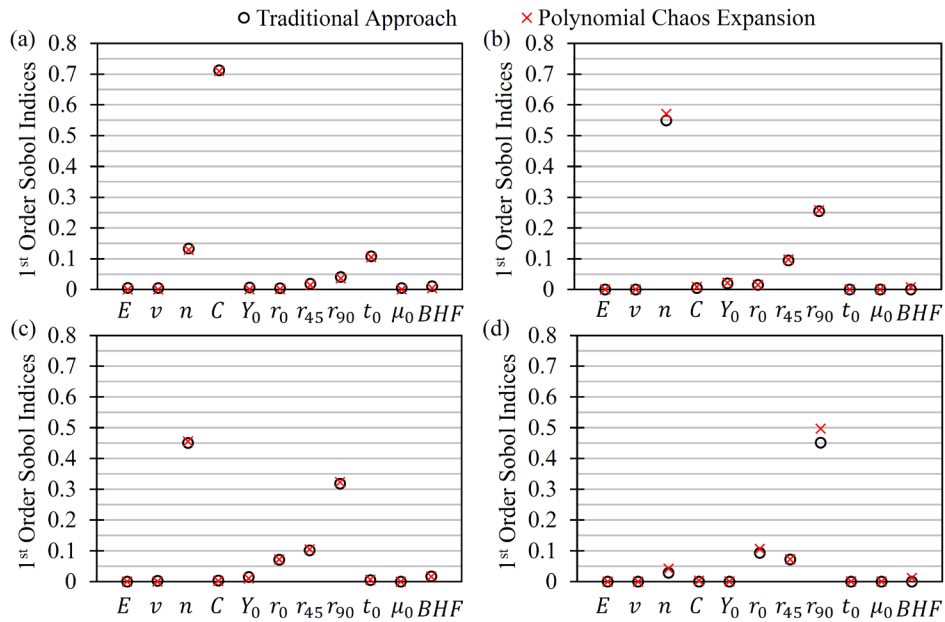 Traditional Approach × Polynomial Chaos Expansion
(a)
1st Order Sobol Indices
0.8
0.7
0.6
0.5
0.4
0.3
0.2
0.1
0
E ν n C Y0 r0 r45 r90 t0 μ0 BHF
(b)
1st Order Sobol Indices
0.8
0.7
0.6
0.5
0.4
0.3
0.2
0.1
0
E ν n C Y0 r0 r45 r90 t0 μ0 BHF
(c)
1st Order Sobol Indices
0.8
0.7
0.6
0.5
0.4
0.3
0.2
0.1
0
E ν n C Y0 r0 r45 r90 t0 μ0 BHF
(d)
1st Order Sobol Indices
0.8
0.7
0.6
0.5
0.4
0.3
0.2
0.1
0
E ν n C Y0 r0 r45 r90 t0 μ0 BHF